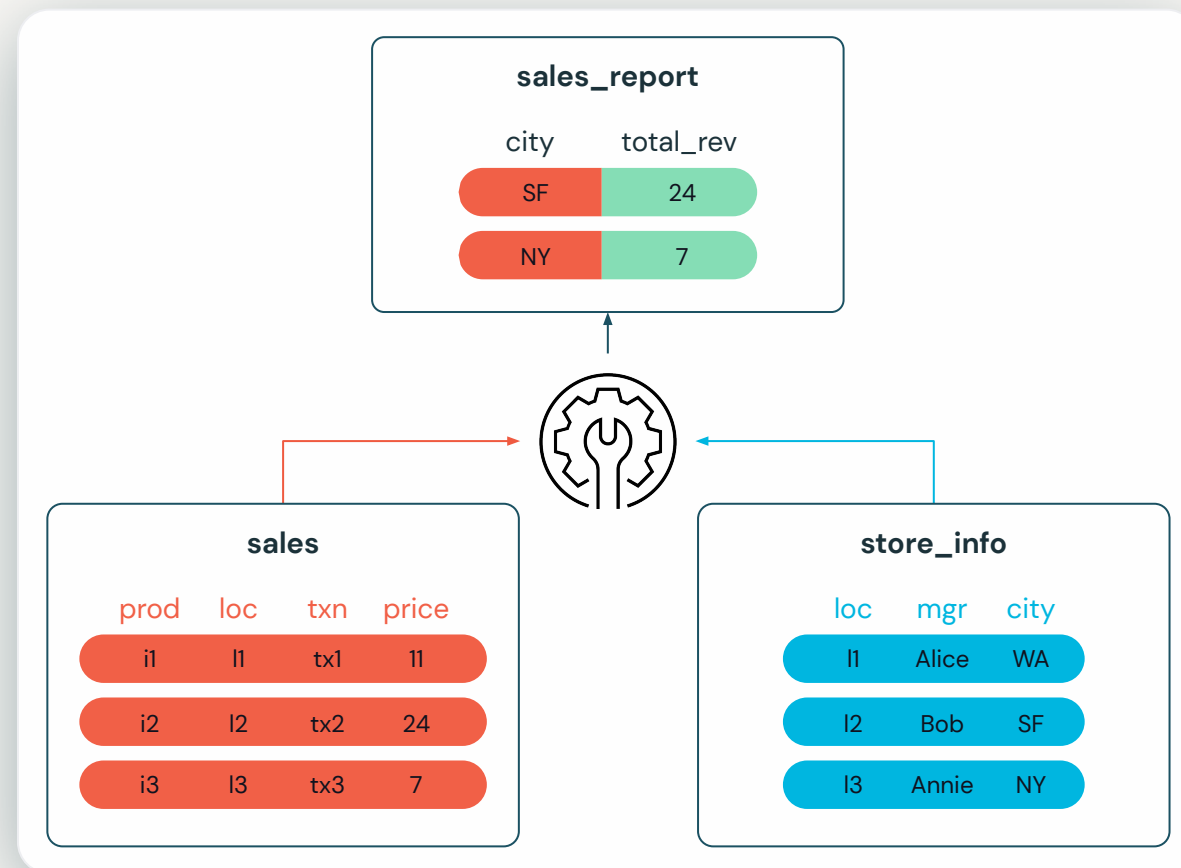 sales_report
city total_rev
SF 24
NY 7
sales
prod loc txn price
i1 l1 tx1 11
i2 l2 tx2 24
i3 l3 tx3 7
store_info
loc mgr city
l1 Alice WA
l2 Bob SF
l3 Annie NY